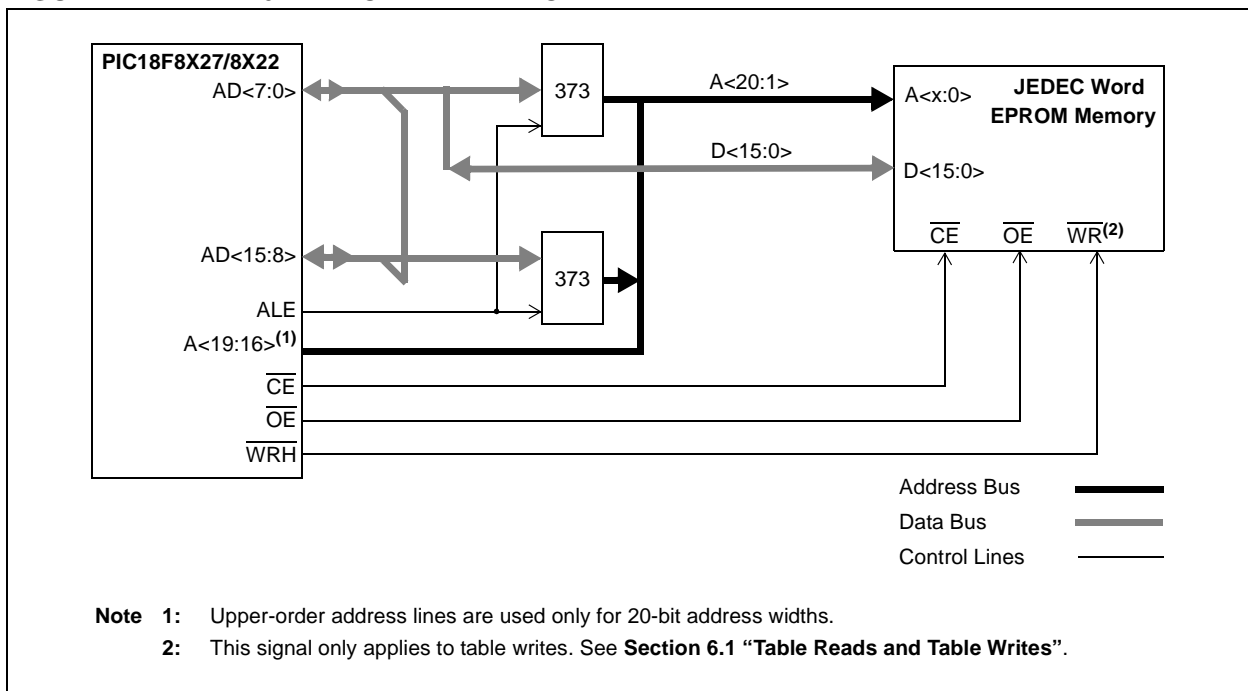 PIC18F8X27/8X22
AD<7:0>
373
A<20:1>
A<x:0>
JEDEC Word
EPROM Memory
D<15:0>
D<15:0>
CE OE WR(2)
AD<15:8>
373
ALE
A<19:16>(1)
CE
OE
WRH
Address Bus
Data Bus
Control Lines
Note 1: Upper-order address lines are used only for 20-bit address widths.
2: This signal only applies to table writes. See Section 6.1 “Table Reads and Table Writes”.